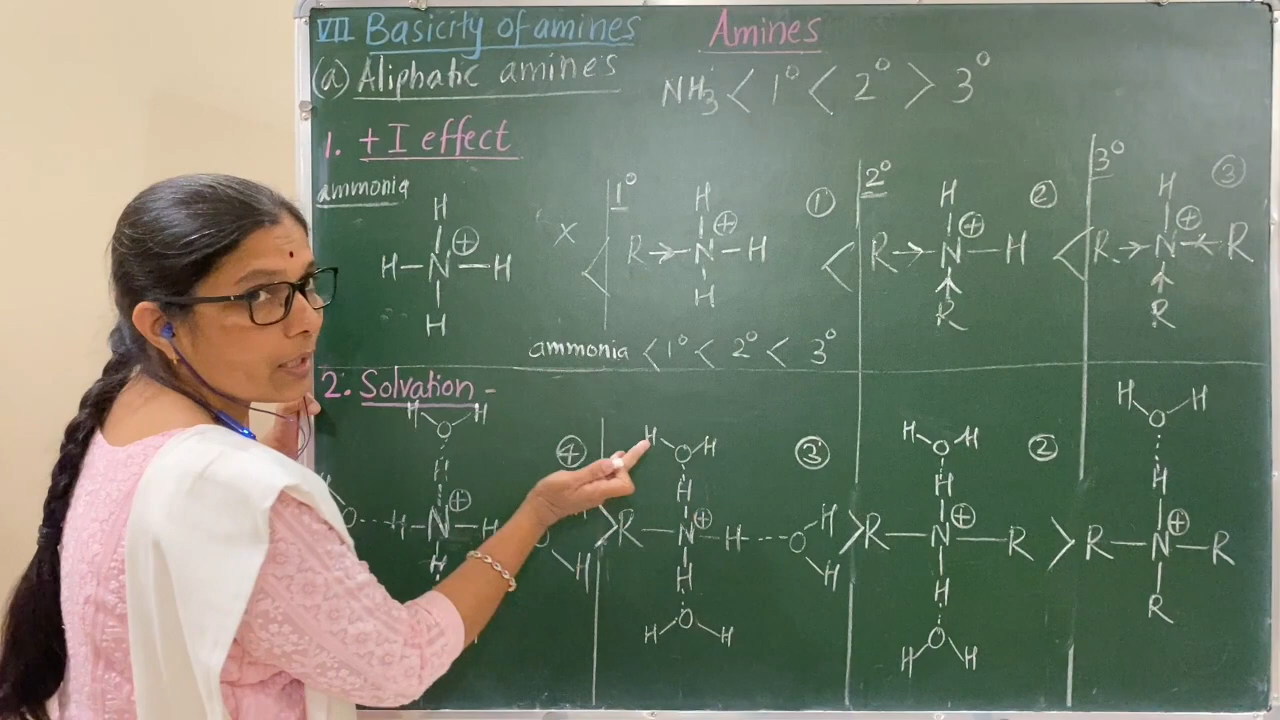 VII Basicity of amines Amines
(a) Aliphatic amines NH3 < 1° < 2° > 3°
1. + I effect
ammonia 1° ① 2° ② 3° ③
H H H H
H–N⊕–H × < R→N⊕–H < R→N⊕–H < R→N⊕←R
H H R R
ammonia < 1° < 2° < 3°
2. Solvation -
H H H H H H H H
O ④ O ③ O ② O
H H H H
O---H–N⊕–H > R–N⊕–H---O > R–N⊕–R > R–N⊕–R
H H H R
H H H
O O
H H H H